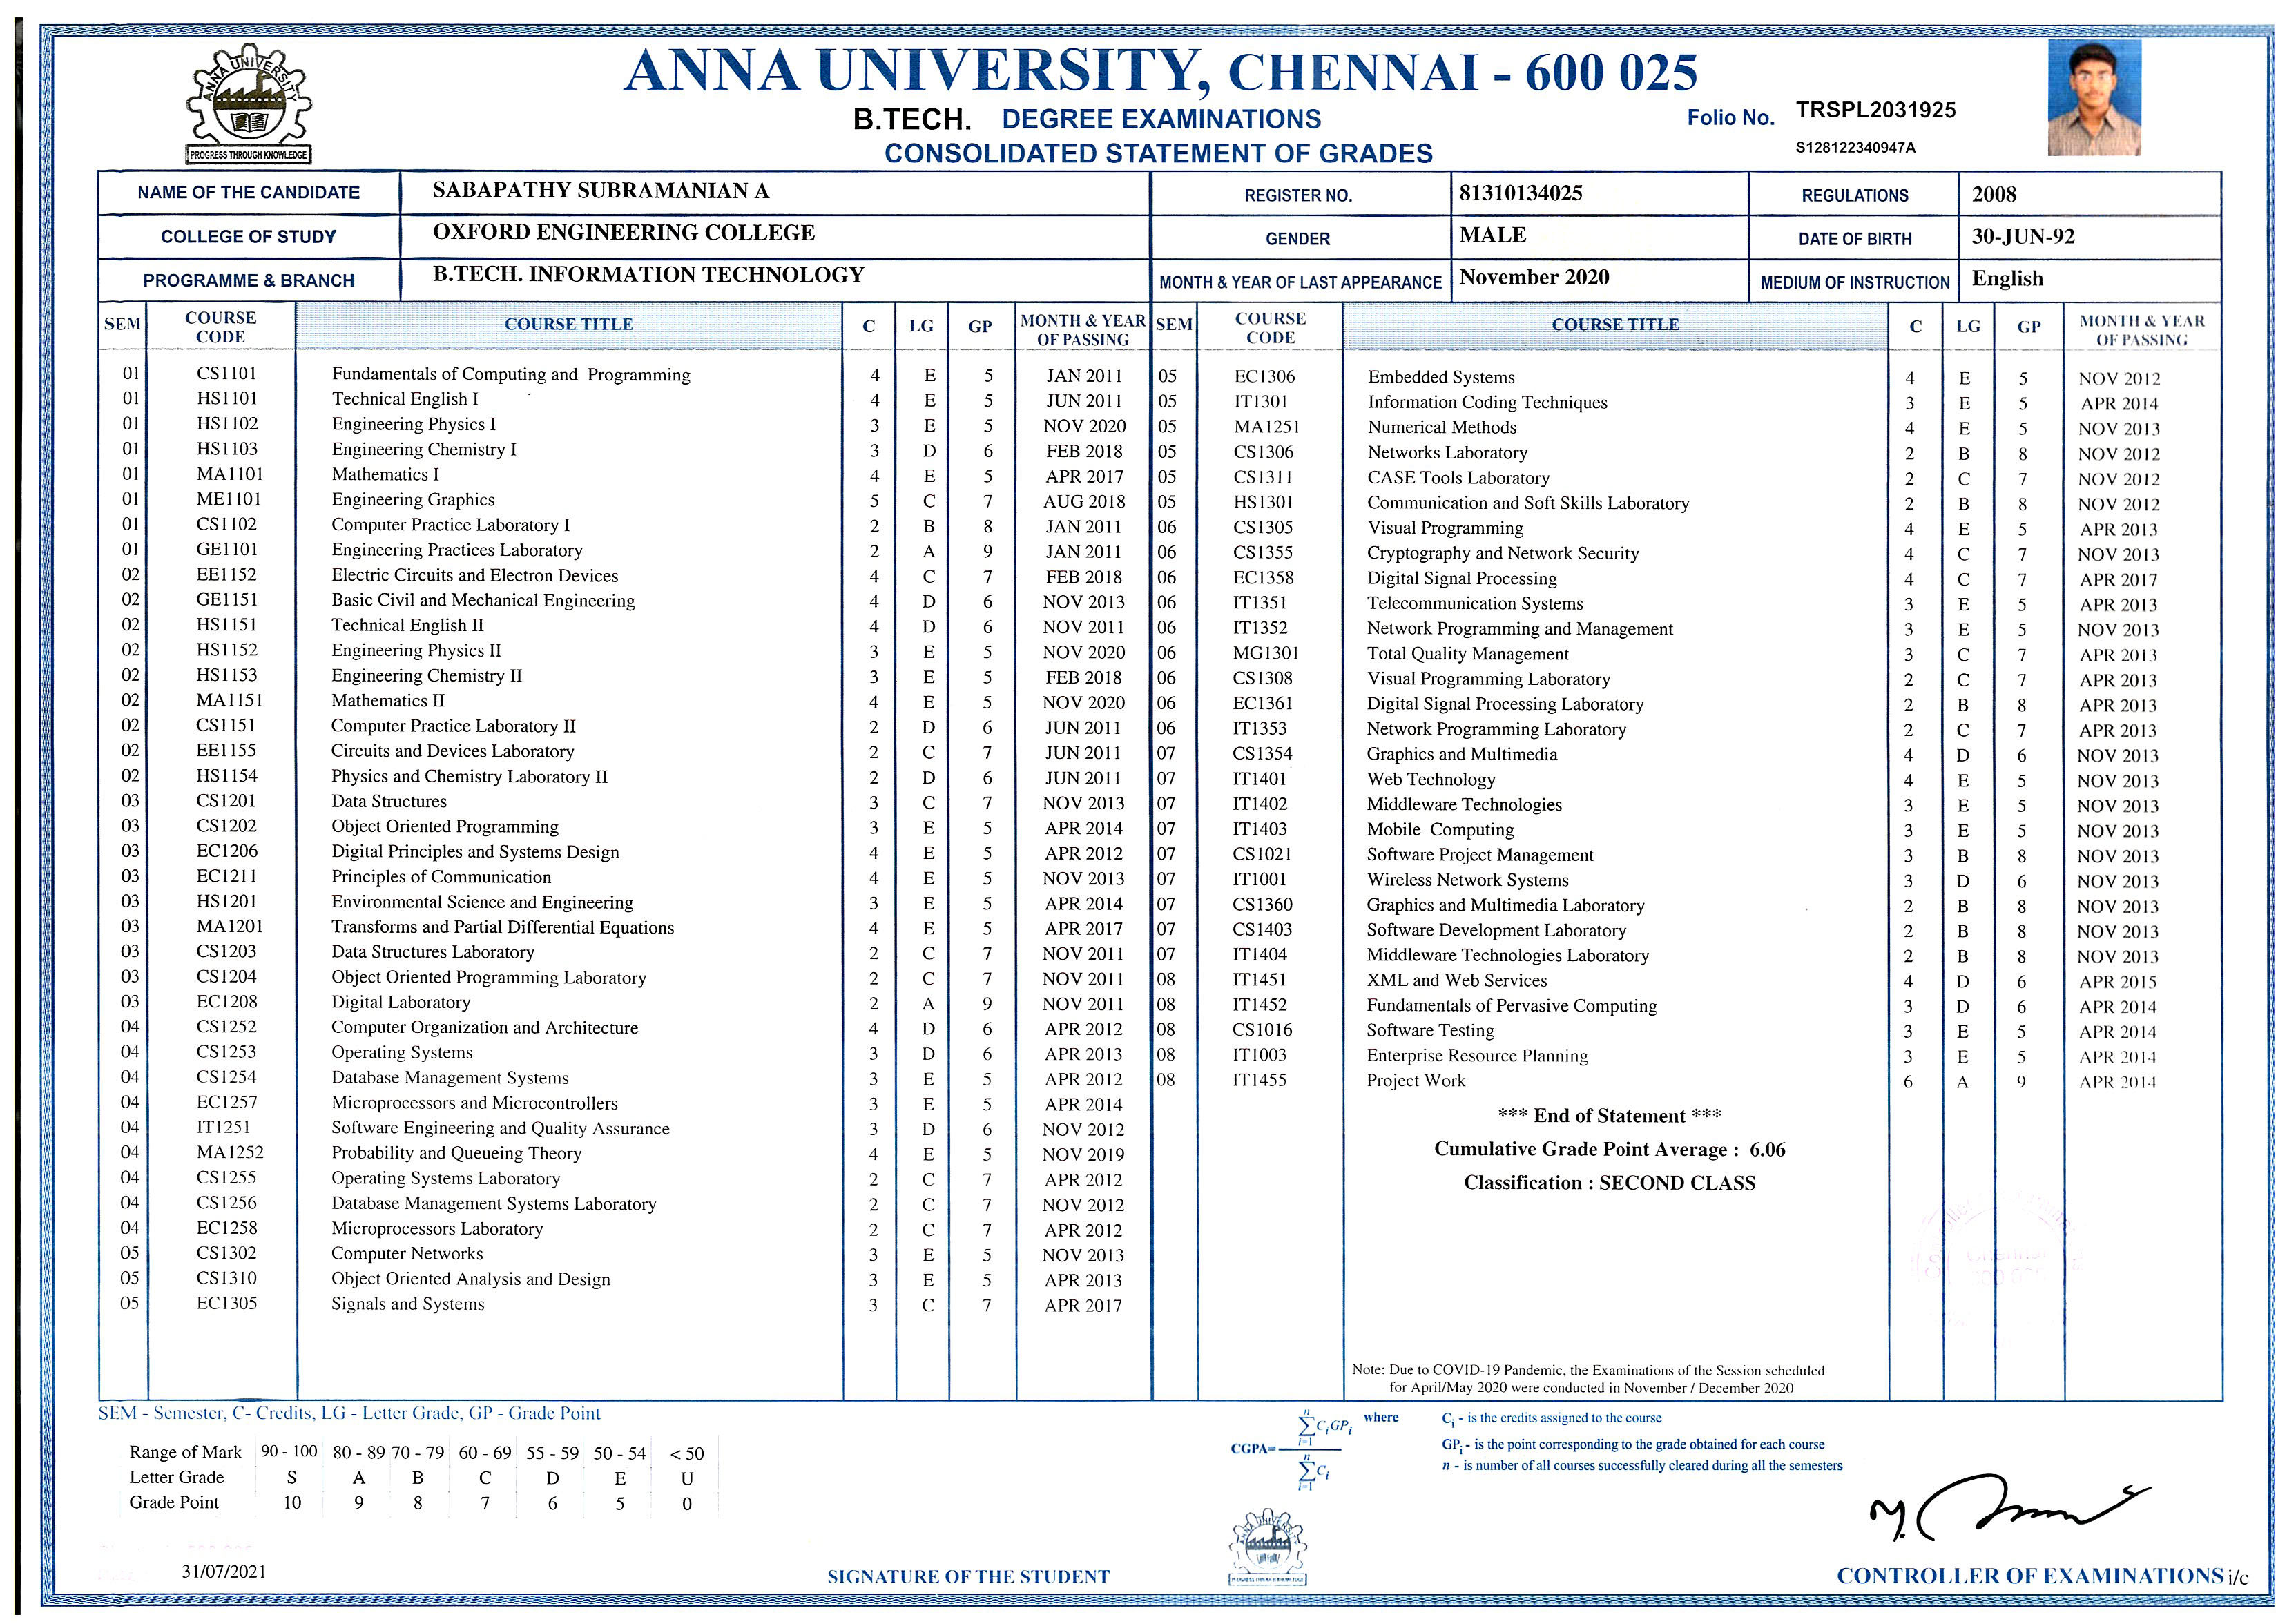 ANNA UNIVERSITY, CHENNAI - 600 025
B.TECH. DEGREE EXAMINATIONS
CONSOLIDATED STATEMENT OF GRADES
Folio No. TRSPL2031925
S128122340947A
ANNA UNIVERSITY
PROGRESS THROUGH KNOWLEDGE
NAME OF THE CANDIDATE SABAPATHY SUBRAMANIAN A REGISTER NO. 81310134025 REGULATIONS 2008
COLLEGE OF STUDY OXFORD ENGINEERING COLLEGE GENDER MALE DATE OF BIRTH 30-JUN-92
PROGRAMME & BRANCH B.TECH. INFORMATION TECHNOLOGY MONTH & YEAR OF LAST APPEARANCE November 2020 MEDIUM OF INSTRUCTION English
SEM COURSE CODE COURSE TITLE C LG GP MONTH & YEAR OF PASSING
01 CS1101 Fundamentals of Computing and Programming 4 E 5 JAN 2011
01 HS1101 Technical English I 4 E 5 JUN 2011
01 HS1102 Engineering Physics I 3 E 5 NOV 2020
01 HS1103 Engineering Chemistry I 3 D 6 FEB 2018
01 MA1101 Mathematics I 4 E 5 APR 2017
01 ME1101 Engineering Graphics 5 C 7 AUG 2018
01 CS1102 Computer Practice Laboratory I 2 B 8 JAN 2011
01 GE1101 Engineering Practices Laboratory 2 A 9 JAN 2011
02 EE1152 Electric Circuits and Electron Devices 4 C 7 FEB 2018
02 GE1151 Basic Civil and Mechanical Engineering 4 D 6 NOV 2013
02 HS1151 Technical English II 4 D 6 NOV 2011
02 HS1152 Engineering Physics II 3 E 5 NOV 2020
02 HS1153 Engineering Chemistry II 3 E 5 FEB 2018
02 MA1151 Mathematics II 4 E 5 NOV 2020
02 CS1151 Computer Practice Laboratory II 2 D 6 JUN 2011
02 EE1155 Circuits and Devices Laboratory 2 C 7 JUN 2011
02 HS1154 Physics and Chemistry Laboratory II 2 D 6 JUN 2011
03 CS1201 Data Structures 3 C 7 NOV 2013
03 CS1202 Object Oriented Programming 3 E 5 APR 2014
03 EC1206 Digital Principles and Systems Design 4 E 5 APR 2012
03 EC1211 Principles of Communication 4 E 5 NOV 2013
03 HS1201 Environmental Science and Engineering 3 E 5 APR 2014
03 MA1201 Transforms and Partial Differential Equations 4 E 5 APR 2017
03 CS1203 Data Structures Laboratory 2 C 7 NOV 2011
03 CS1204 Object Oriented Programming Laboratory 2 C 7 NOV 2011
03 EC1208 Digital Laboratory 2 A 9 NOV 2011
04 CS1252 Computer Organization and Architecture 4 D 6 APR 2012
04 CS1253 Operating Systems 3 D 6 APR 2013
04 CS1254 Database Management Systems 3 E 5 APR 2012
04 EC1257 Microprocessors and Microcontrollers 3 E 5 APR 2014
04 IT1251 Software Engineering and Quality Assurance 3 D 6 NOV 2012
04 MA1252 Probability and Queueing Theory 4 E 5 NOV 2019
04 CS1255 Operating Systems Laboratory 2 C 7 APR 2012
04 CS1256 Database Management Systems Laboratory 2 C 7 NOV 2012
04 EC1258 Microprocessors Laboratory 2 C 7 APR 2012
05 CS1302 Computer Networks 3 E 5 NOV 2013
05 CS1310 Object Oriented Analysis and Design 3 E 5 APR 2013
05 EC1305 Signals and Systems 3 C 7 APR 2017
SEM COURSE CODE COURSE TITLE C LG GP MONTH & YEAR OF PASSING
05 EC1306 Embedded Systems 4 E 5 NOV 2012
05 IT1301 Information Coding Techniques 3 E 5 APR 2014
05 MA1251 Numerical Methods 4 E 5 NOV 2013
05 CS1306 Networks Laboratory 2 B 8 NOV 2012
05 CS1311 CASE Tools Laboratory 2 C 7 NOV 2012
05 HS1301 Communication and Soft Skills Laboratory 2 B 8 NOV 2012
06 CS1305 Visual Programming 4 E 5 APR 2013
06 CS1355 Cryptography and Network Security 4 C 7 NOV 2013
06 EC1358 Digital Signal Processing 4 C 7 APR 2017
06 IT1351 Telecommunication Systems 3 E 5 APR 2013
06 IT1352 Network Programming and Management 3 E 5 NOV 2013
06 MG1301 Total Quality Management 3 C 7 APR 2013
06 CS1308 Visual Programming Laboratory 2 C 7 APR 2013
06 EC1361 Digital Signal Processing Laboratory 2 B 8 APR 2013
06 IT1353 Network Programming Laboratory 2 C 7 APR 2013
07 CS1354 Graphics and Multimedia 4 D 6 NOV 2013
07 IT1401 Web Technology 4 E 5 NOV 2013
07 IT1402 Middleware Technologies 3 E 5 NOV 2013
07 IT1403 Mobile Computing 3 E 5 NOV 2013
07 CS1021 Software Project Management 3 B 8 NOV 2013
07 IT1001 Wireless Network Systems 3 D 6 NOV 2013
07 CS1360 Graphics and Multimedia Laboratory 2 B 8 NOV 2013
07 CS1403 Software Development Laboratory 2 B 8 NOV 2013
07 IT1404 Middleware Technologies Laboratory 2 B 8 NOV 2013
08 IT1451 XML and Web Services 4 D 6 APR 2015
08 IT1452 Fundamentals of Pervasive Computing 3 D 6 APR 2014
08 CS1016 Software Testing 3 E 5 APR 2014
08 IT1003 Enterprise Resource Planning 3 E 5 APR 2014
08 IT1455 Project Work 6 A 9 APR 2014
*** End of Statement ***
Cumulative Grade Point Average : 6.06
Classification : SECOND CLASS
Note: Due to COVID-19 Pandemic, the Examinations of the Session scheduled
for April/May 2020 were conducted in November / December 2020
SEM - Semester, C- Credits, LG - Letter Grade, GP - Grade Point
Range of Mark 90 - 100 80 - 89 70 - 79 60 - 69 55 - 59 50 - 54 < 50
Letter Grade S A B C D E U
Grade Point 10 9 8 7 6 5 0
CGPA= ∑ CiGPi / ∑ Ci where
n i=1 n i=1
Ci - is the credits assigned to the course
GPi - is the point corresponding to the grade obtained for each course
n - is number of all courses successfully cleared during all the semesters
31/07/2021
SIGNATURE OF THE STUDENT
ANNA UNIVERSITY
CONTROLLER OF EXAMINATIONS i/c